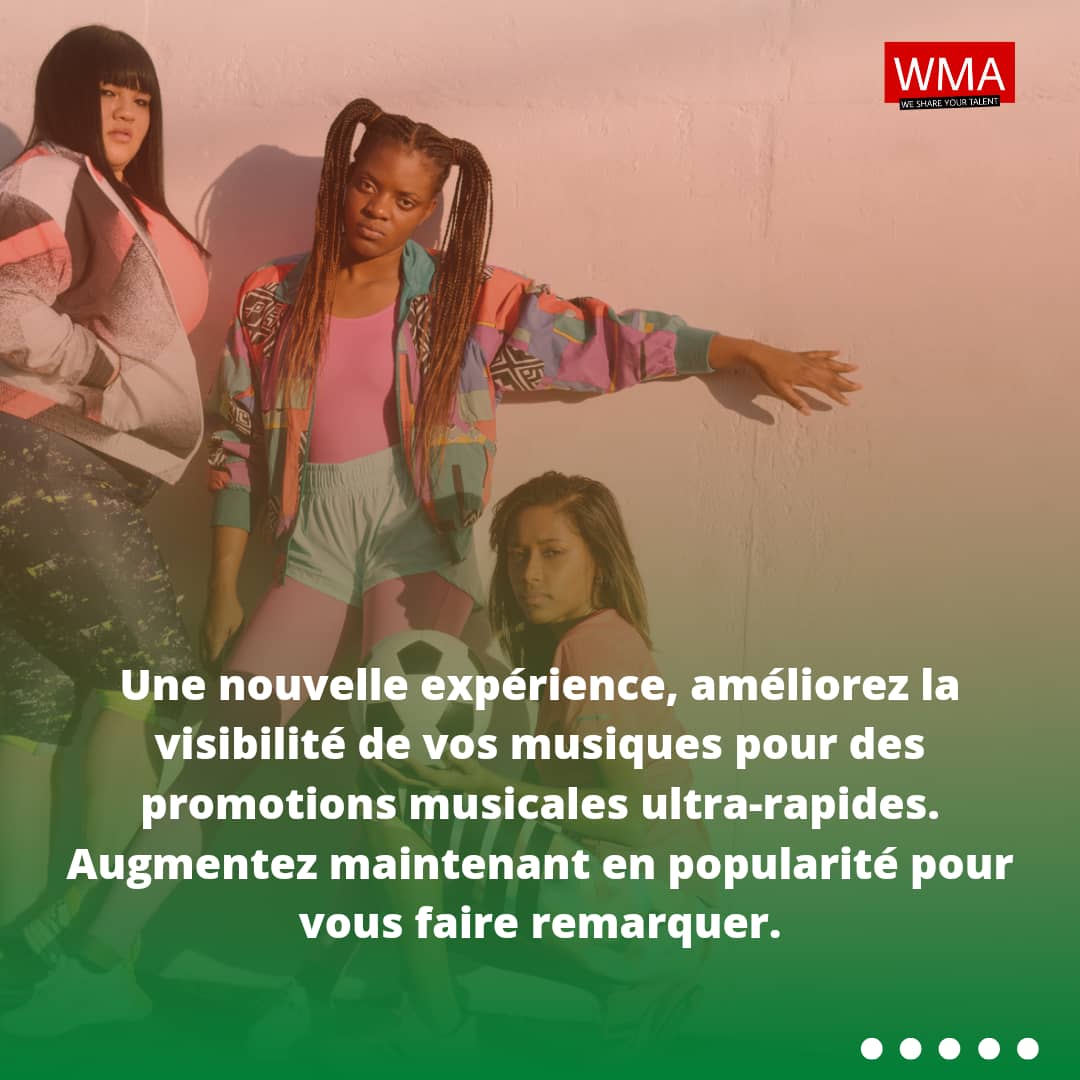 WMA
WE SHARE YOUR TALENT
Une nouvelle expérience, améliorez la
visibilité de vos musiques pour des
promotions musicales ultra-rapides.
Augmentez maintenant en popularité pour
vous faire remarquer.